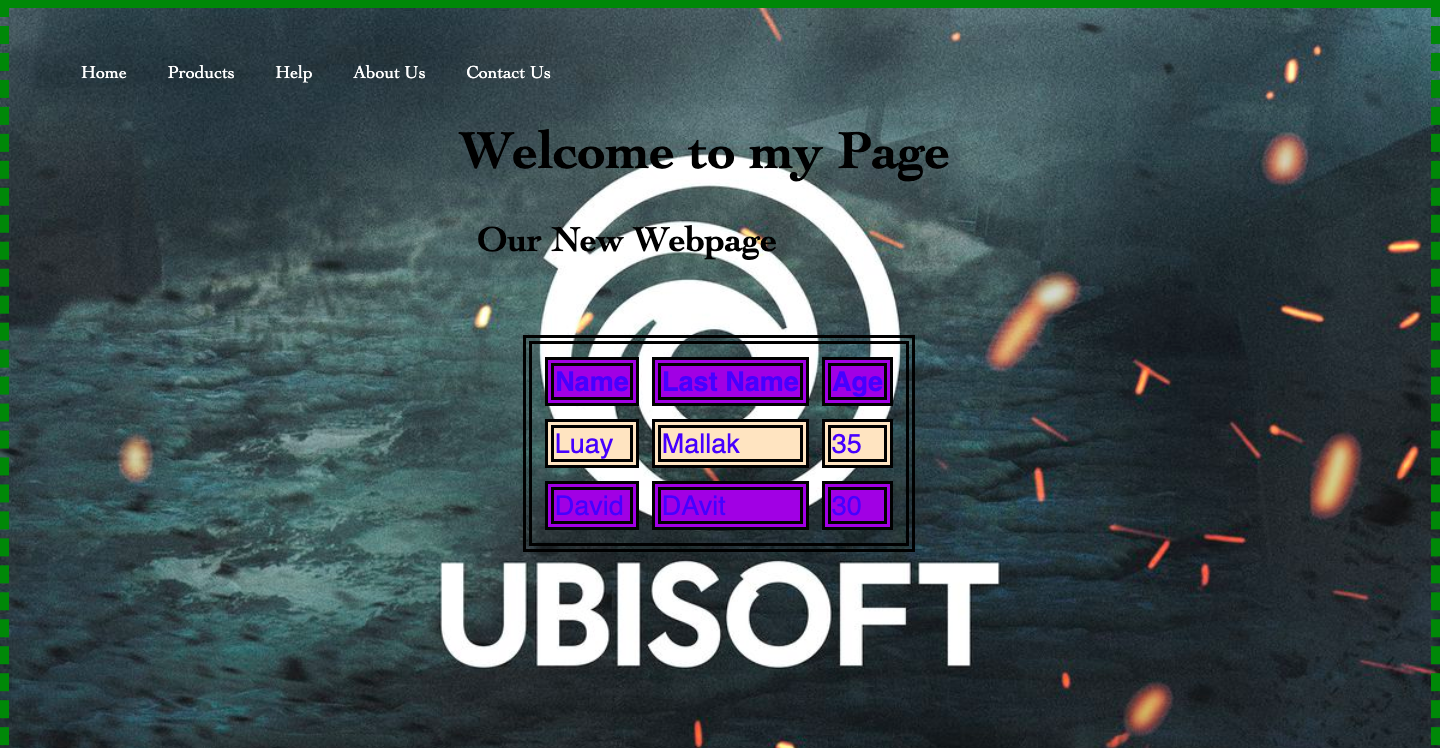 Home Products Help About Us Contact Us
Welcome to my Page
Our New Webpage
Name Last Name Age
Luay Mallak 35
David DAvit 30
UBISOFT